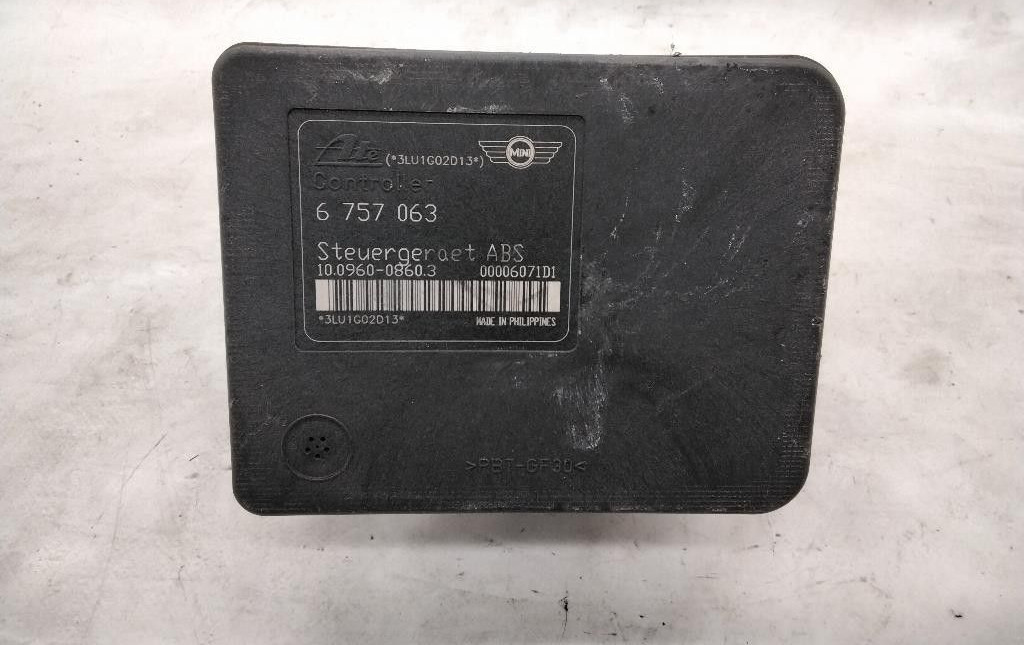 Ate (*3LU1G02D13*) MINI
Controller
6 757 063
Steuergeraet ABS
10.0960-0860.3 00006071D1
*3LU1G02D13* MADE IN PHILIPPINES
>PBT-GF30<